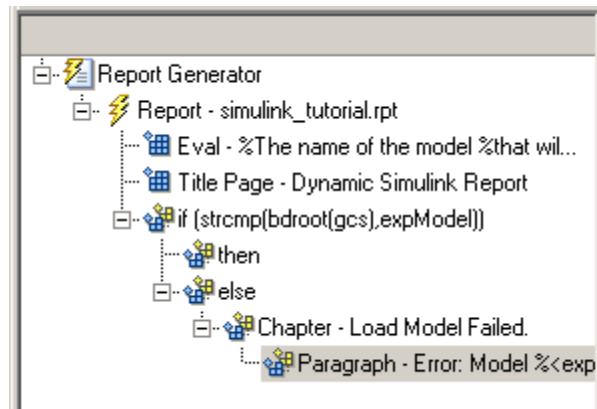 Report Generator
Report - simulink_tutorial.rpt
Eval - %The name of the model %that wil...
Title Page - Dynamic Simulink Report
if (strcmp(bdroot(gcs),expModel))
then
else
Chapter - Load Model Failed.
Paragraph - Error: Model %<exp